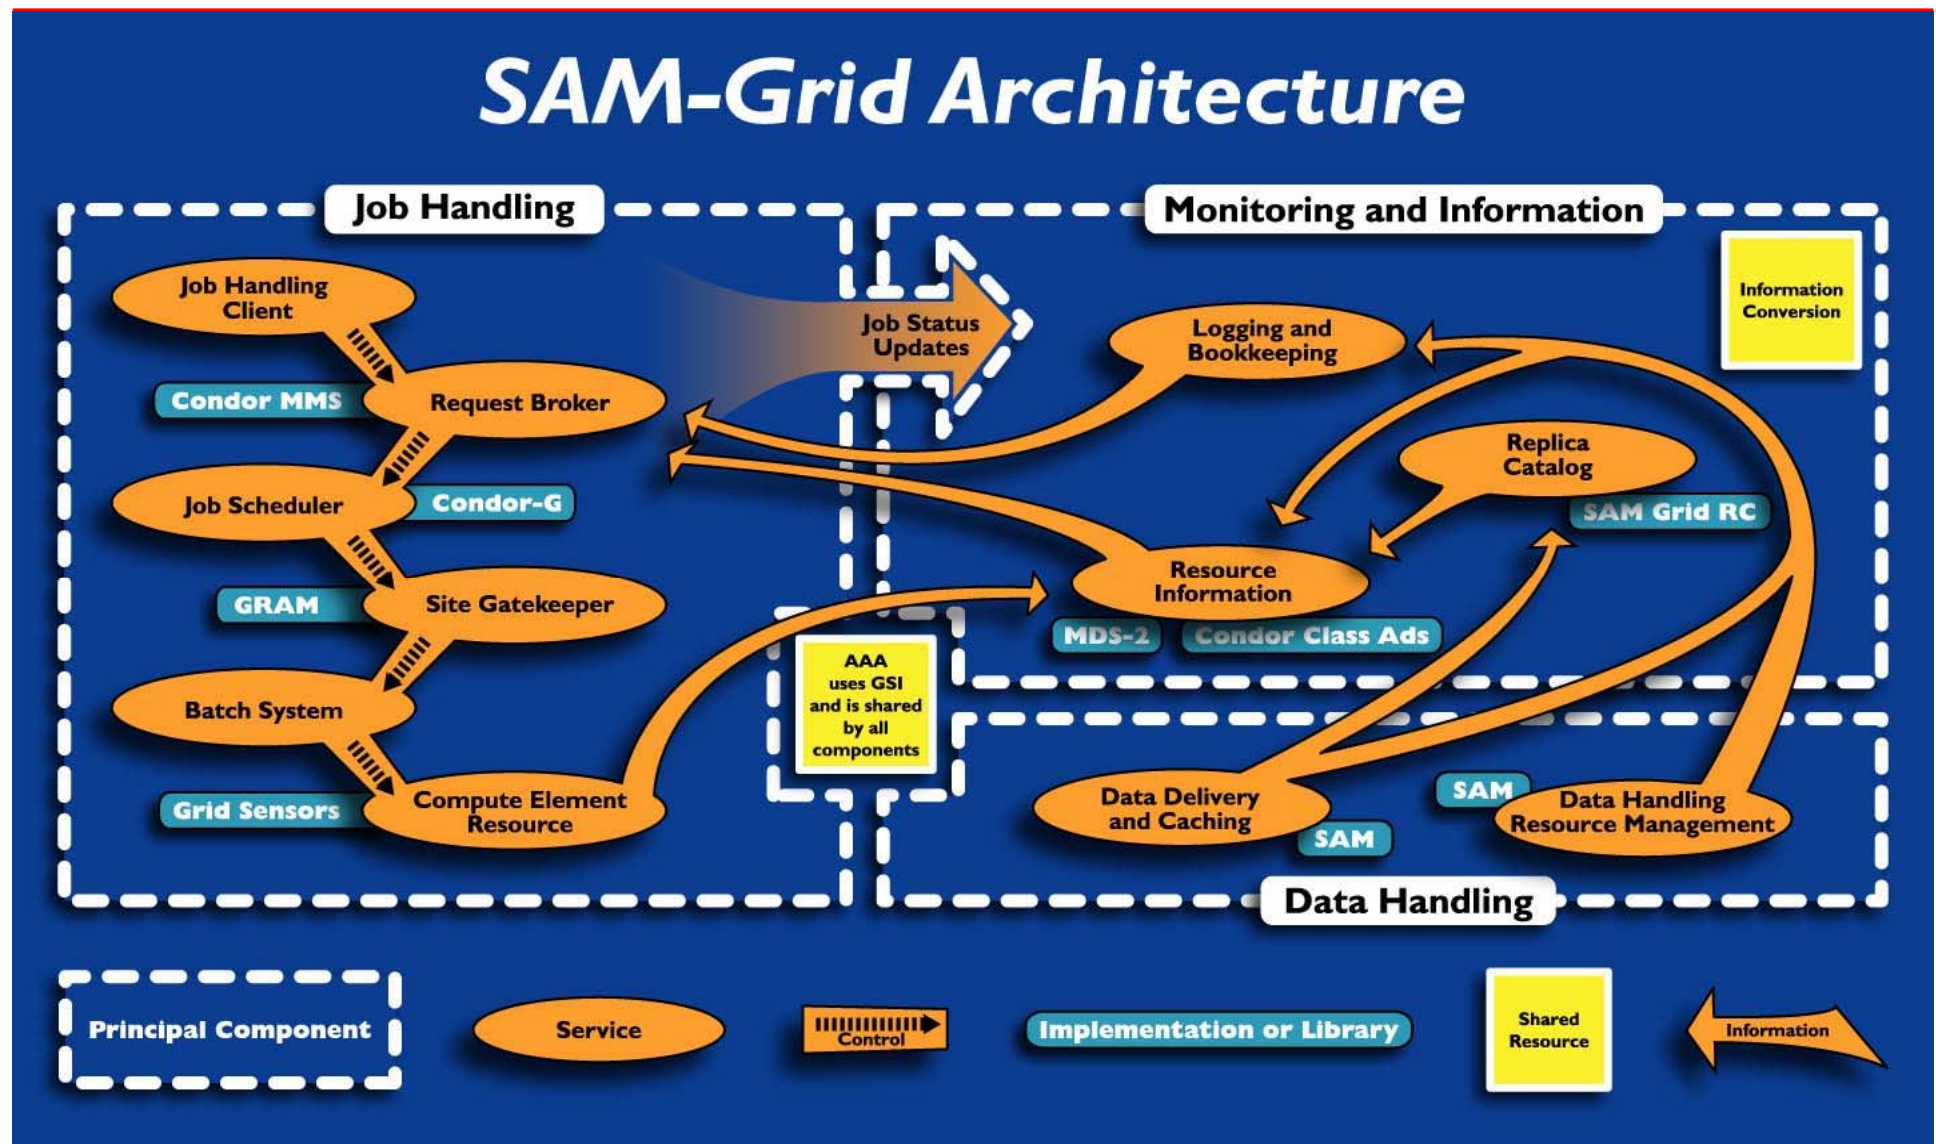 SAM-Grid Architecture
Job Handling
Monitoring and Information
Job Handling
Client
Condor MMS
Request Broker
Job Scheduler
Condor-G
GRAM
Site Gatekeeper
Batch System
Grid Sensors
Compute Element
Resource
Job Status
Updates
Logging and
Bookkeeping
Information
Conversion
Replica
Catalog
SAM Grid RC
Resource
Information
MDS-2
Condor Class Ads
AAA
uses GSI
and is shared
by all
components
Data Delivery
and Caching
SAM
SAM
Data Handling
Resource Management
Data Handling
Principal Component
Service
Control
Implementation or Library
Shared
Resource
Information